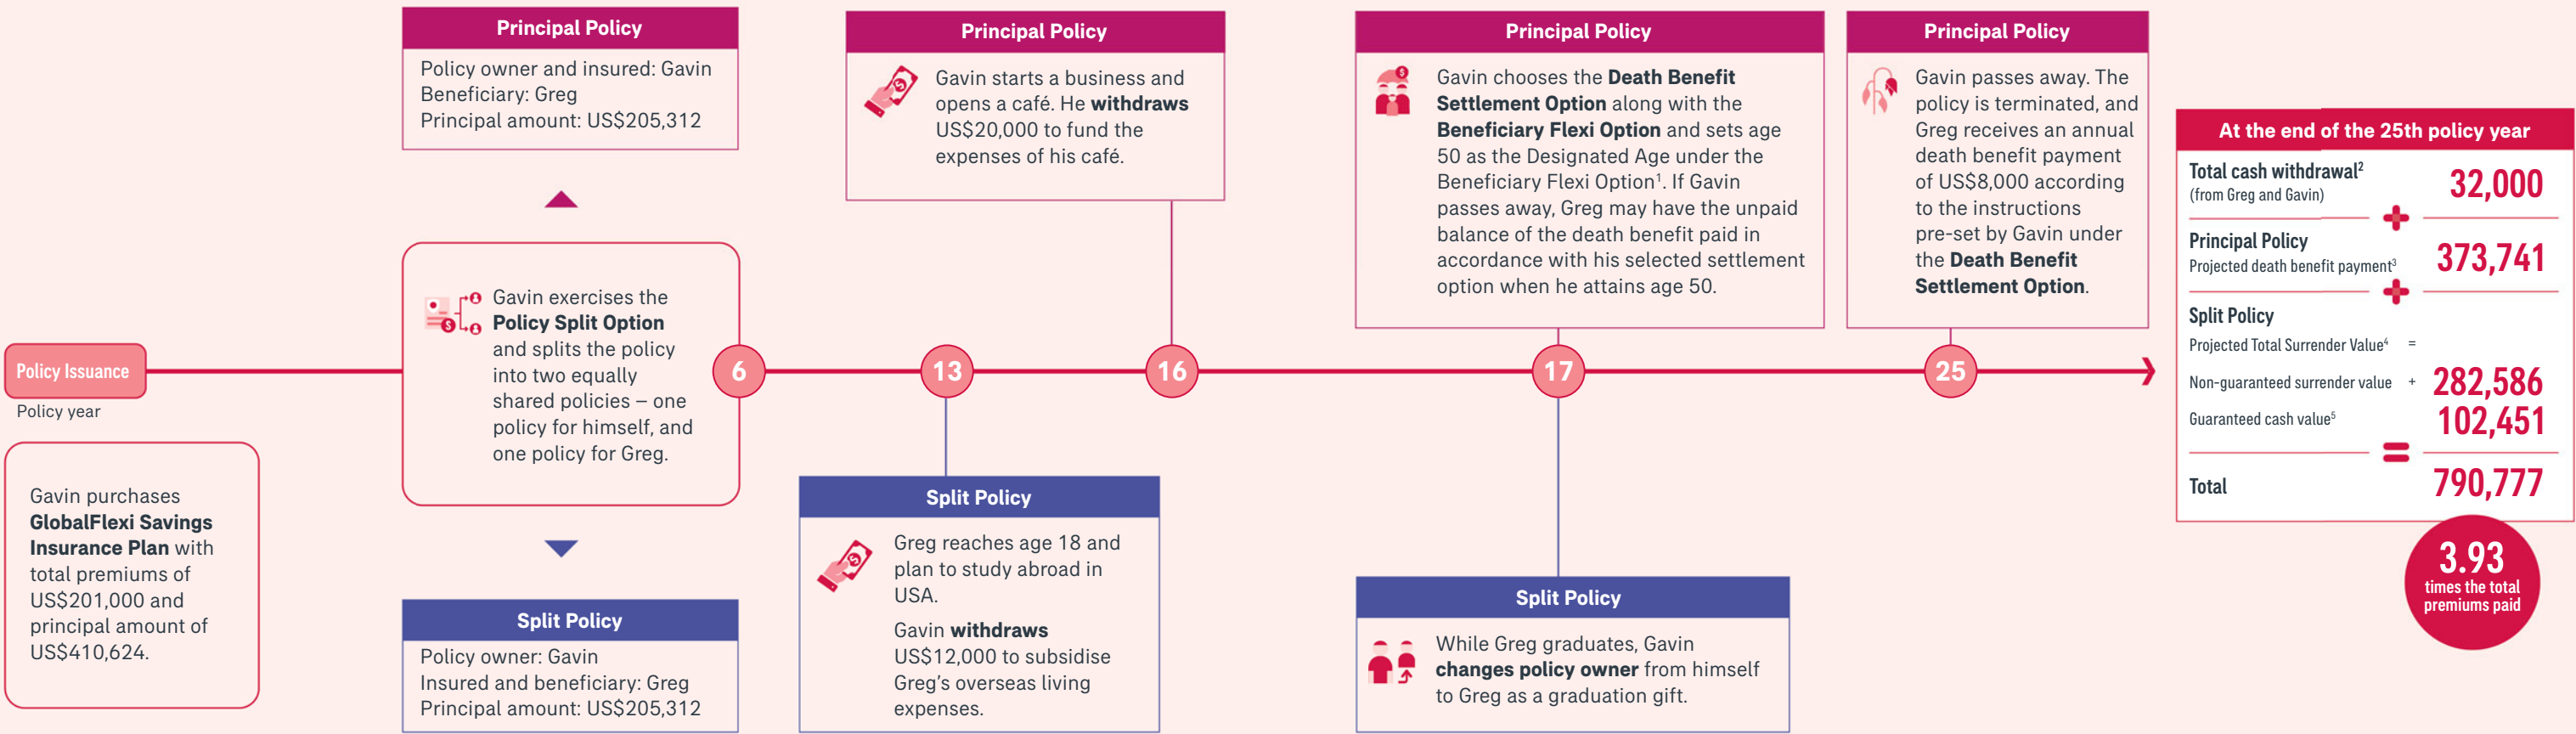 Policy Issuance
Policy year
Gavin purchases
GlobalFlexi Savings
Insurance Plan with
total premiums of
US$201,000 and
principal amount of
US$410,624.
Principal Policy
Policy owner and insured: Gavin
Beneficiary: Greg
Principal amount: US$205,312
Gavin exercises the
Policy Split Option
and splits the policy
into two equally
shared policies – one
policy for himself, and
one policy for Greg.
6
Split Policy
Policy owner: Gavin
Insured and beneficiary: Greg
Principal amount: US$205,312
13
Split Policy
Greg reaches age 18 and
plan to study abroad in
USA.
Gavin withdraws
US$12,000 to subsidise
Greg's overseas living
expenses.
Principal Policy
Gavin starts a business and
opens a café. He withdraws
US$20,000 to fund the
expenses of his café.
16
Principal Policy
Gavin chooses the Death Benefit
Settlement Option along with the
Beneficiary Flexi Option and sets age
50 as the Designated Age under the
Beneficiary Flexi Option¹. If Gavin
passes away, Greg may have the unpaid
balance of the death benefit paid in
accordance with his selected settlement
option when he attains age 50.
17
Split Policy
While Greg graduates, Gavin
changes policy owner from himself
to Greg as a graduation gift.
Principal Policy
Gavin passes away. The
policy is terminated, and
Greg receives an annual
death benefit payment
of US$8,000 according
to the instructions
pre-set by Gavin under
the Death Benefit
Settlement Option.
25
At the end of the 25th policy year
Total cash withdrawal² 32,000
(from Greg and Gavin)
+
Principal Policy
Projected death benefit payment³ 373,741
+
Split Policy
Projected Total Surrender Value⁴ =
Non-guaranteed surrender value + 282,586
Guaranteed cash value⁵ 102,451
=
Total 790,777
3.93
times the total
premiums paid